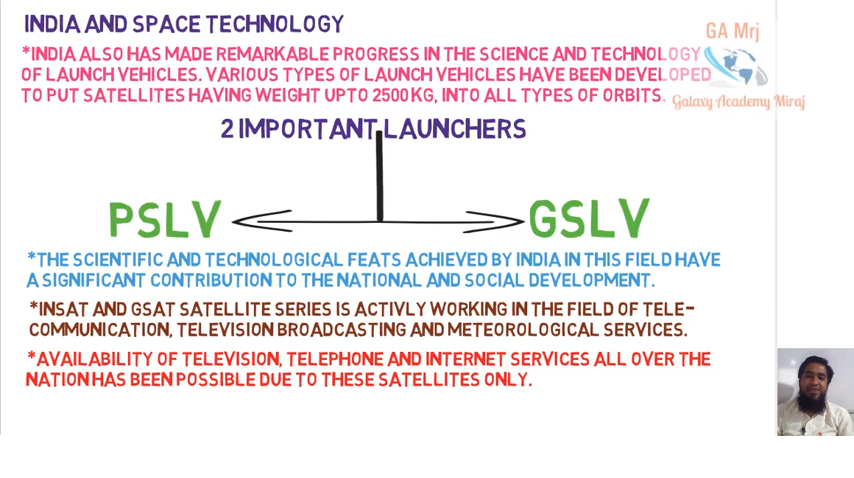 INDIA AND SPACE TECHNOLOGY
GA Mrj
*INDIA ALSO HAS MADE REMARKABLE PROGRESS IN THE SCIENCE AND TECHNOLOGY
OF LAUNCH VEHICLES. VARIOUS TYPES OF LAUNCH VEHICLES HAVE BEEN DEVELOPED
TO PUT SATELLITES HAVING WEIGHT UPTO 2500 KG, INTO ALL TYPES OF ORBITS.
Galaxy Academy Miraj
2 IMPORTANT LAUNCHERS
PSLV GSLV
*THE SCIENTIFIC AND TECHNOLOGICAL FEATS ACHIEVED BY INDIA IN THIS FIELD HAVE
A SIGNIFICANT CONTRIBUTION TO THE NATIONAL AND SOCIAL DEVELOPMENT.
*INSAT AND GSAT SATELLITE SERIES IS ACTIVLY WORKING IN THE FIELD OF TELE-
COMMUNICATION, TELEVISION BROADCASTING AND METEOROLOGICAL SERVICES.
*AVAILABILITY OF TELEVISION, TELEPHONE AND INTERNET SERVICES ALL OVER THE
NATION HAS BEEN POSSIBLE DUE TO THESE SATELLITES ONLY.